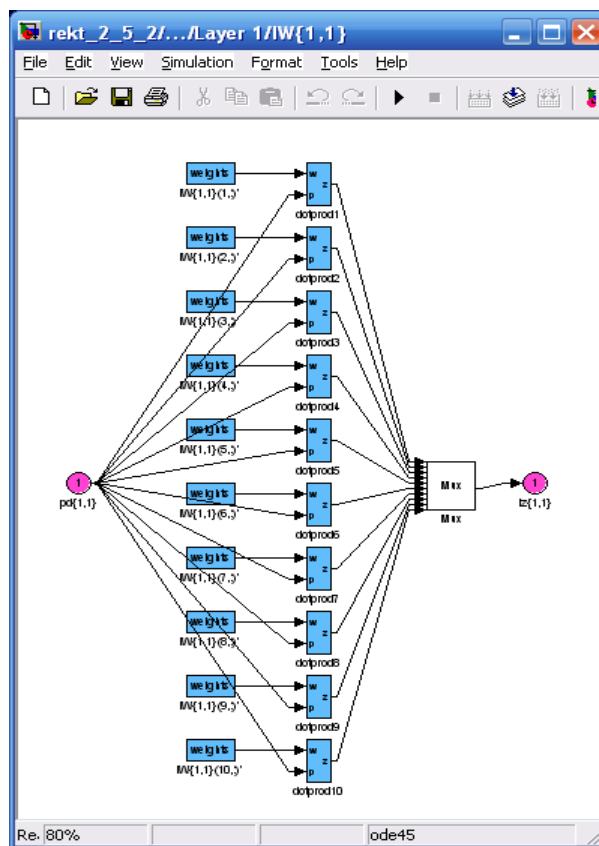 rekt_2_5_2/.../Layer 1/IW{1,1}
File Edit View Simulation Format Tools Help
weights
IW{1,1}(1,:)'
w
p
z
dotprod1
weights
IW{1,1}(2,:)'
w
p
z
dotprod2
weights
IW{1,1}(3,:)'
w
p
z
dotprod3
weights
IW{1,1}(4,:)'
w
p
z
dotprod4
weights
IW{1,1}(5,:)'
w
p
z
dotprod5
weights
IW{1,1}(6,:)'
w
p
z
dotprod6
weights
IW{1,1}(7,:)'
w
p
z
dotprod7
weights
IW{1,1}(8,:)'
w
p
z
dotprod8
weights
IW{1,1}(9,:)'
w
p
z
dotprod9
weights
IW{1,1}(10,:)'
w
p
z
dotprod10
1
pd{1,1}
Mux
Mux
1
iz{1,1}
Re. 80% ode45